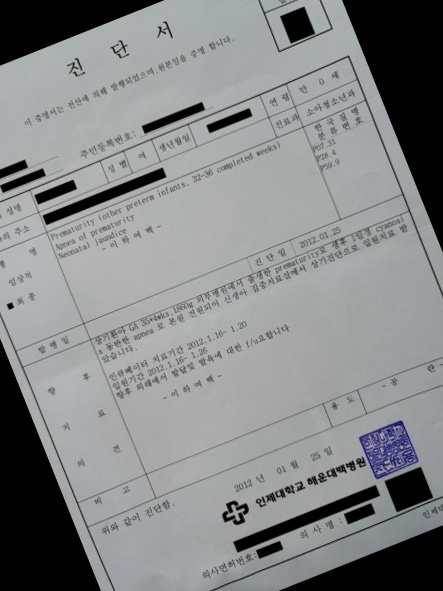 진 단 서
이 증명서는 전산에 의해 발행되었으며, 원본임을 증명 합니다.
주민등록번호:
연 령 만 0 세
성 명 성 별 여 생년월일 진료과 소아청소년과
의 주소
한 국 질 병
분 류 번 호
병 명
임상적
■ 최 종
Prematurity (other preterm infants, 32-36 completed weeks)
Apnea of prematurity
Neonatal jaundice
- 이 하 여 백 -
P07.31
P28.4
P59.9
발 병 일 진 단 일 2012.01.25
향 후 치 료 의 견
상기환아 GA 35+4wks, 1860g 외부병원에서 출생한 prematurity로 생후 1일경 cyanosi
s 동반한 apnea 로 본원 전원되어 신생아 집중치료실에서 상기진단으로 입원치료 받
았습니다.
인큐베이터 치료기간 2012.1.16- 1.20
입원기간 2012.1.16- 1.26
향후 외래에서 발달및 발육에 대한 f/u요합니다
- 이 하 여 백 -
비 고 용 도 - 공 란 -
위와 같이 진단함.
2012 년 01 월 25 일
인제대학교 해운대백병원
의사면허번호: 의 사 명 :
인제대